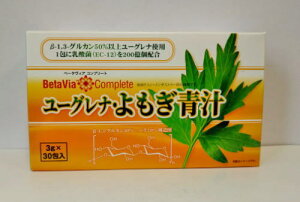 β-1,3-グルカン50%以上ユーグレナ使用
1包に乳酸菌(EC-12)を200億個配合
ベータヴィア コンプリート
BetaVia Complete
ユーグレナよもぎ青汁
3g×
30包入